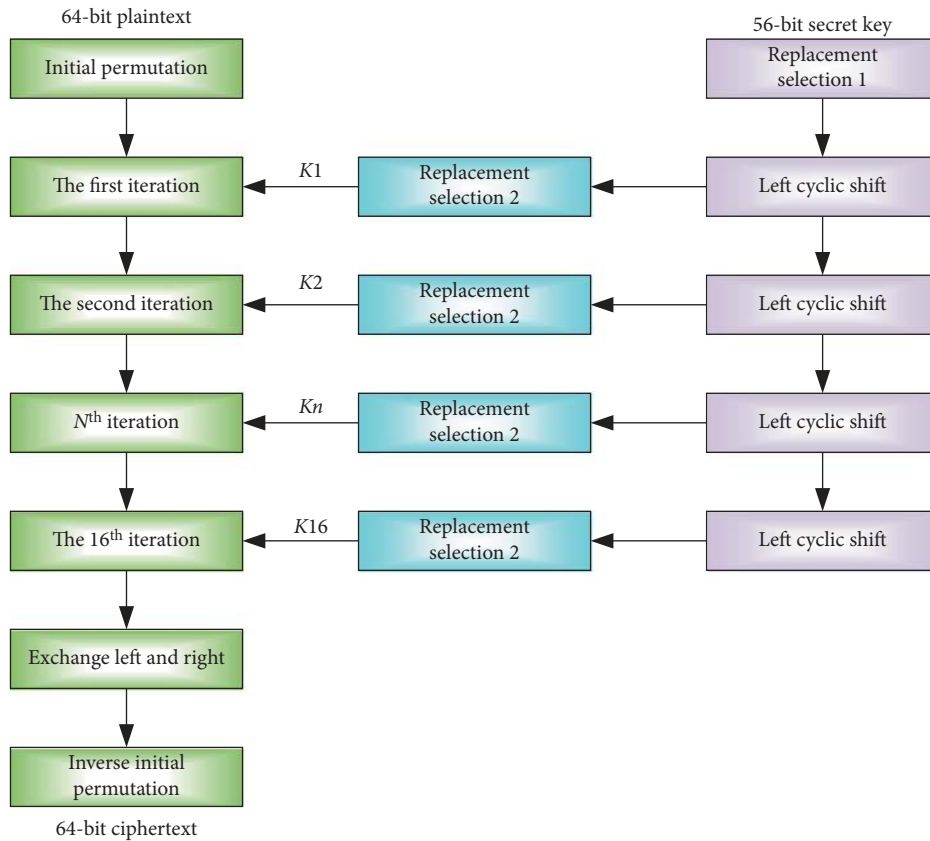 64-bit plaintext
56-bit secret key
Initial permutation
Replacement
selection 1
The first iteration
K1
Replacement
selection 2
Left cyclic shift
The second iteration
K2
Replacement
selection 2
Left cyclic shift
Nth iteration
Kn
Replacement
selection 2
Left cyclic shift
The 16th iteration
K16
Replacement
selection 2
Left cyclic shift
Exchange left and right
Inverse initial
permutation
64-bit ciphertext